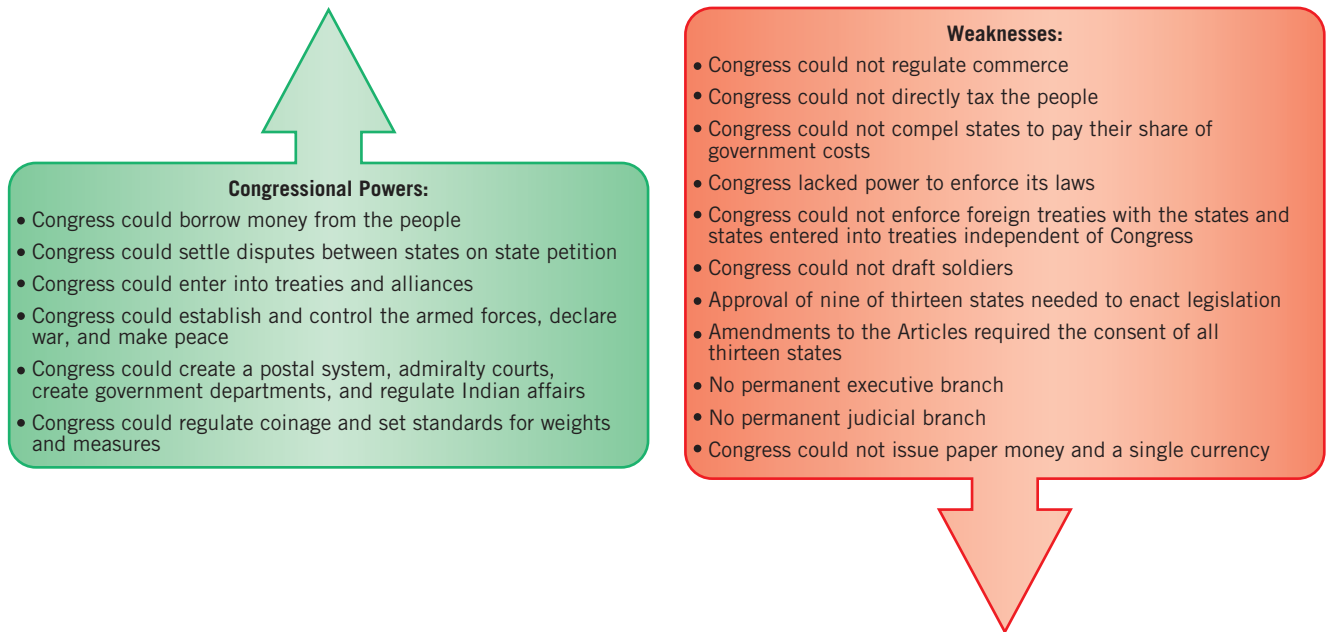 Congressional Powers:
• Congress could borrow money from the people
• Congress could settle disputes between states on state petition
• Congress could enter into treaties and alliances
• Congress could establish and control the armed forces, declare
war, and make peace
• Congress could create a postal system, admiralty courts,
create government departments, and regulate Indian affairs
• Congress could regulate coinage and set standards for weights
and measures
Weaknesses:
• Congress could not regulate commerce
• Congress could not directly tax the people
• Congress could not compel states to pay their share of
government costs
• Congress lacked power to enforce its laws
• Congress could not enforce foreign treaties with the states and
states entered into treaties independent of Congress
• Congress could not draft soldiers
• Approval of nine of thirteen states needed to enact legislation
• Amendments to the Articles required the consent of all
thirteen states
• No permanent executive branch
• No permanent judicial branch
• Congress could not issue paper money and a single currency